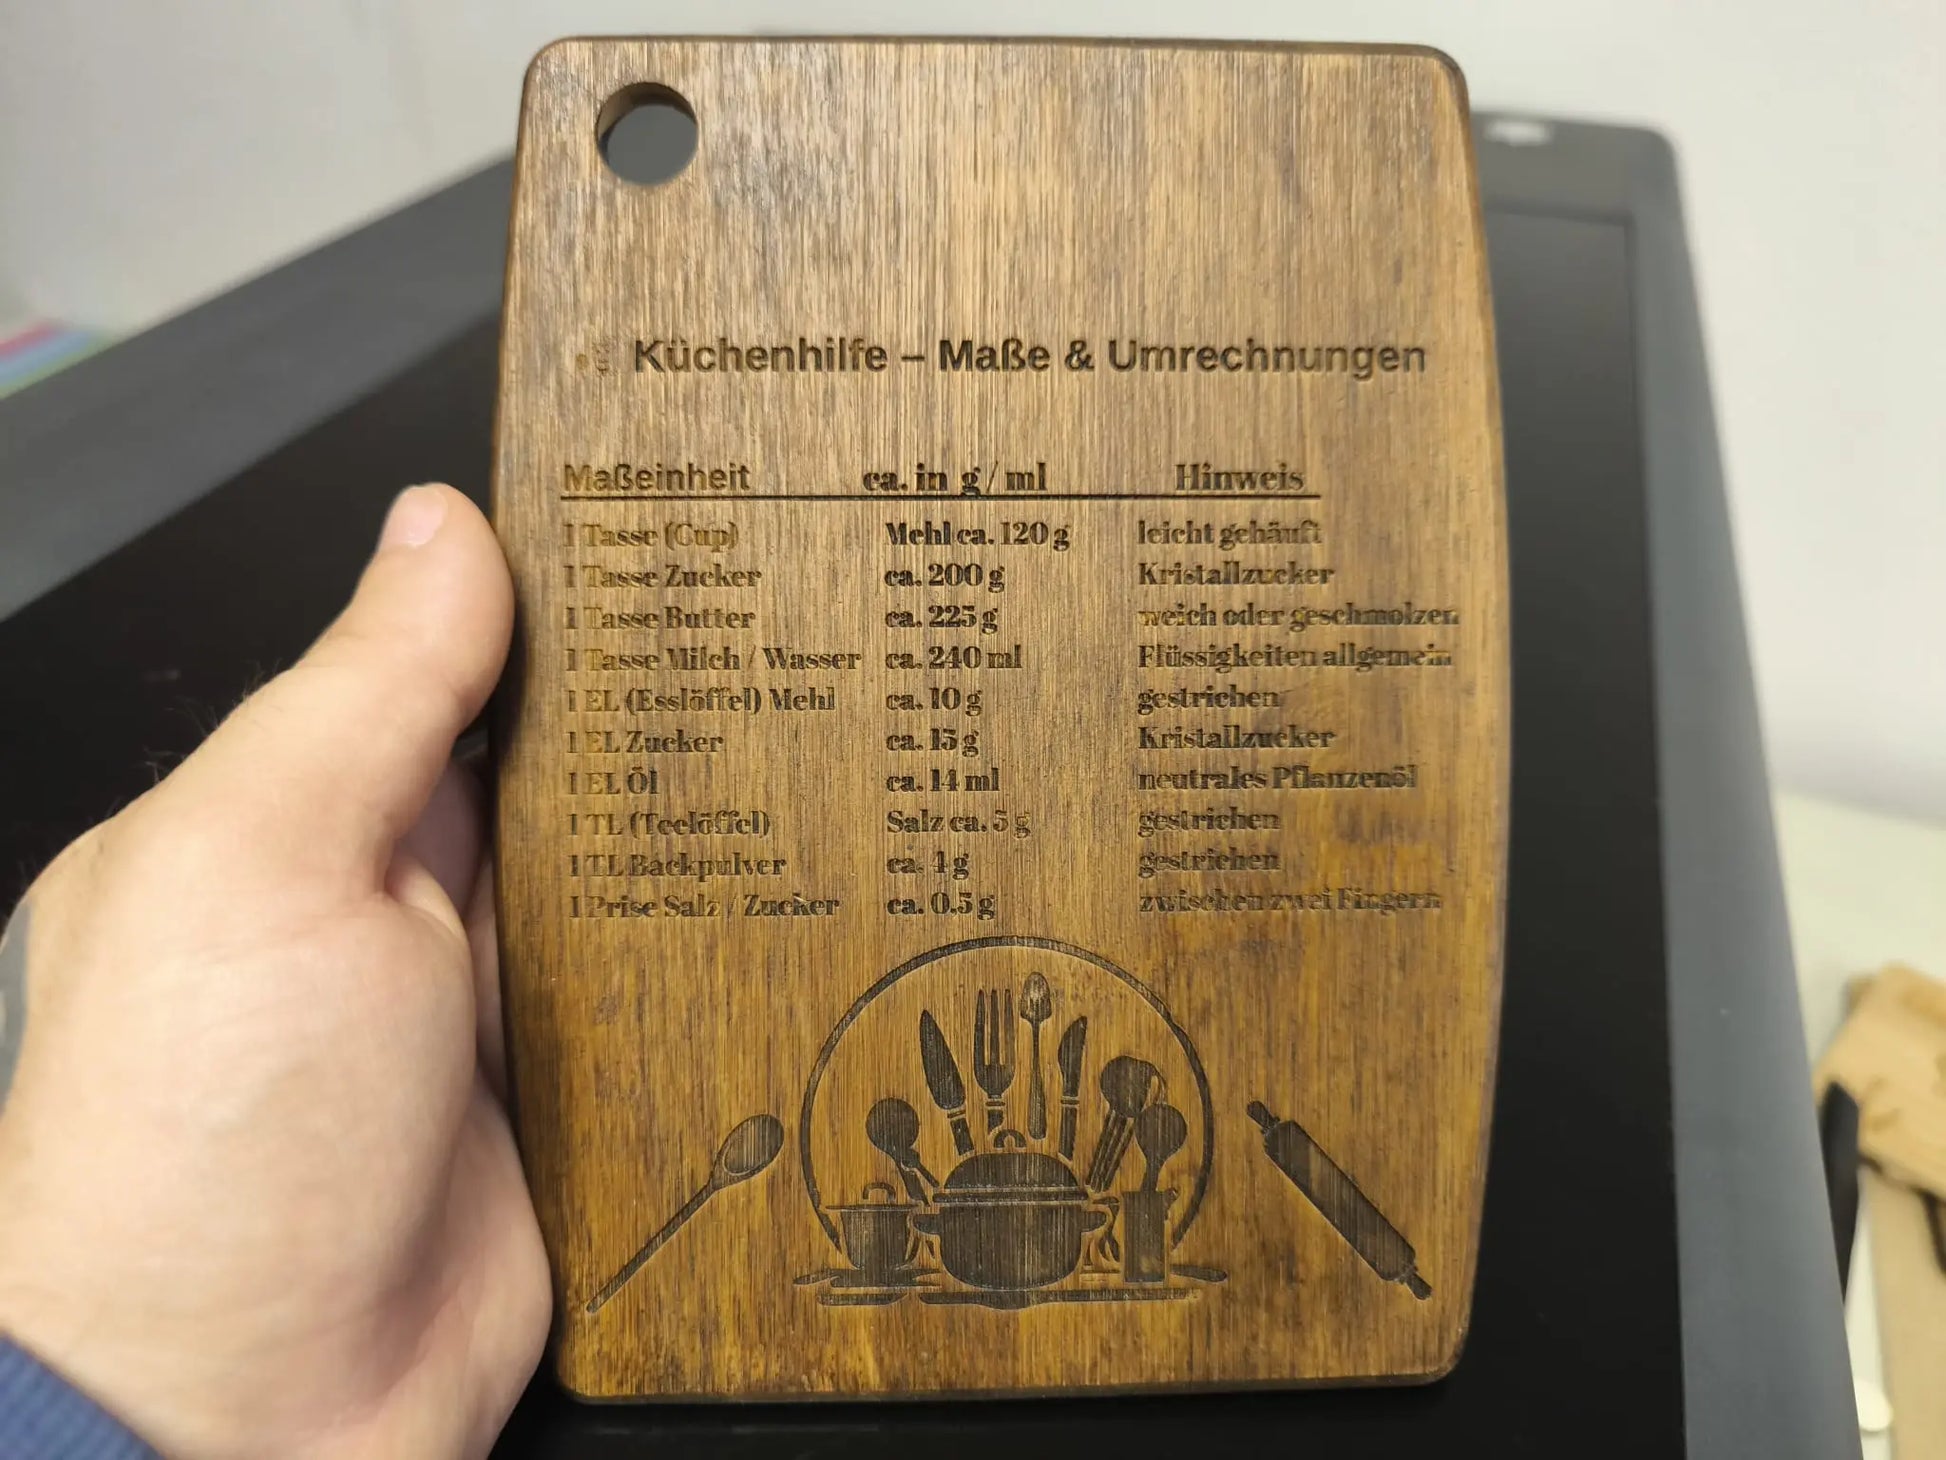 Küchenhilfe – Maße & Umrechnungen
Maßeinheit ca. in g / ml Hinweis
1 Tasse (Cup) Mehl ca. 120 g leicht gehäuft
1 Tasse Zucker ca. 200 g Kristallzucker
1 Tasse Butter ca. 225 g weich oder geschmolzen
1 Tasse Milch / Wasser ca. 240 ml Flüssigkeiten allgemein
1 EL (Esslöffel) Mehl ca. 10 g gestrichen
1 EL Zucker ca. 15 g Kristallzucker
1 EL Öl ca. 14 ml neutrales Pflanzenöl
1 TL (Teelöffel) Salz ca. 5 g gestrichen
1 TL Backpulver ca. 4 g gestrichen
1 Prise Salz / Zucker ca. 0.5 g zwischen zwei Fingern